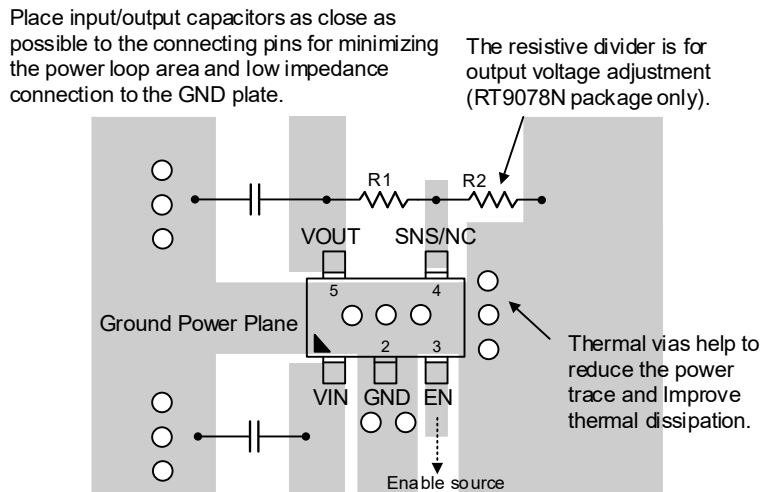 Place input/output capacitors as close as
possible to the connecting pins for minimizing
the power loop area and low impedance
connection to the GND plate.
The resistive divider is for
output voltage adjustment
(RT9078N package only).
R1
R2
VOUT
SNS/NC
5
4
Ground Power Plane
2
3
VIN
GND
EN
Thermal vias help to
reduce the power
trace and Improve
thermal dissipation.
Enable source